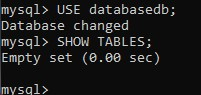 mysql> USE databasedb;
Database changed
mysql> SHOW TABLES;
Empty set (0.00 sec)
mysql>